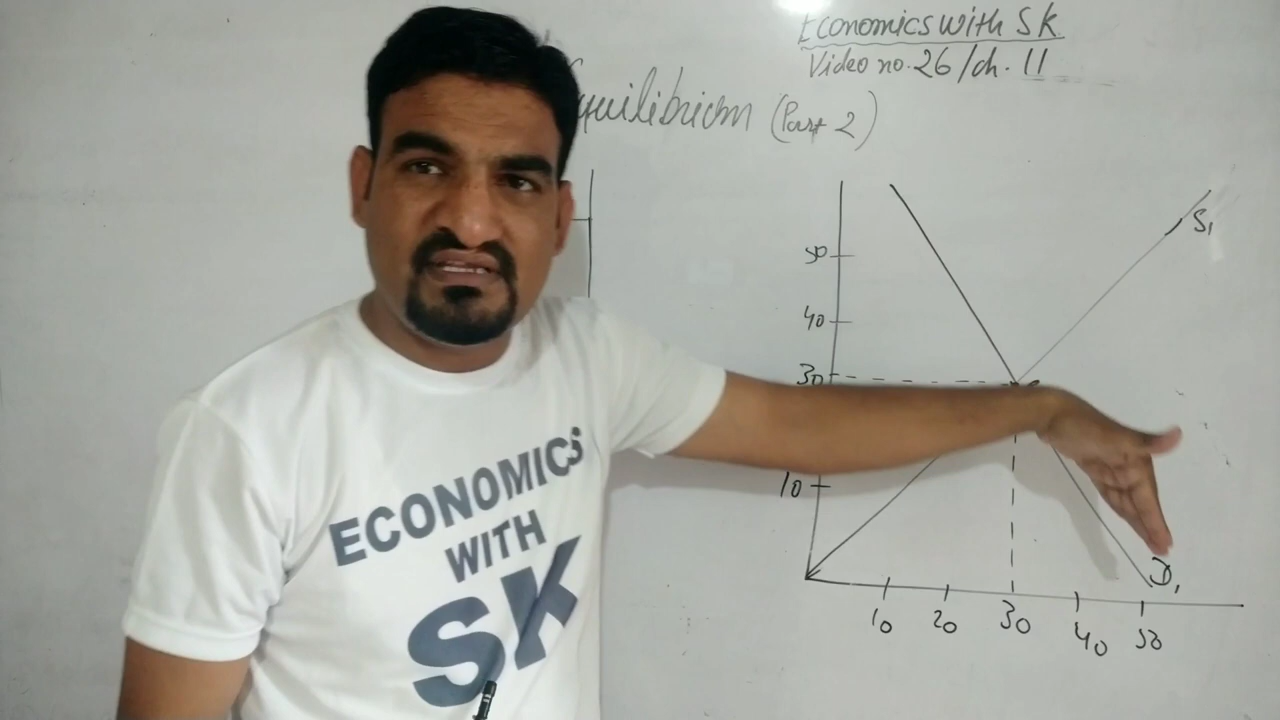 Economics with SK
Video no. 26 / ch. 11
quilibrium (Part 2)
S1
50
40
30
10
D1
10 20 30 40 50
ECONOMICS
WITH
SK